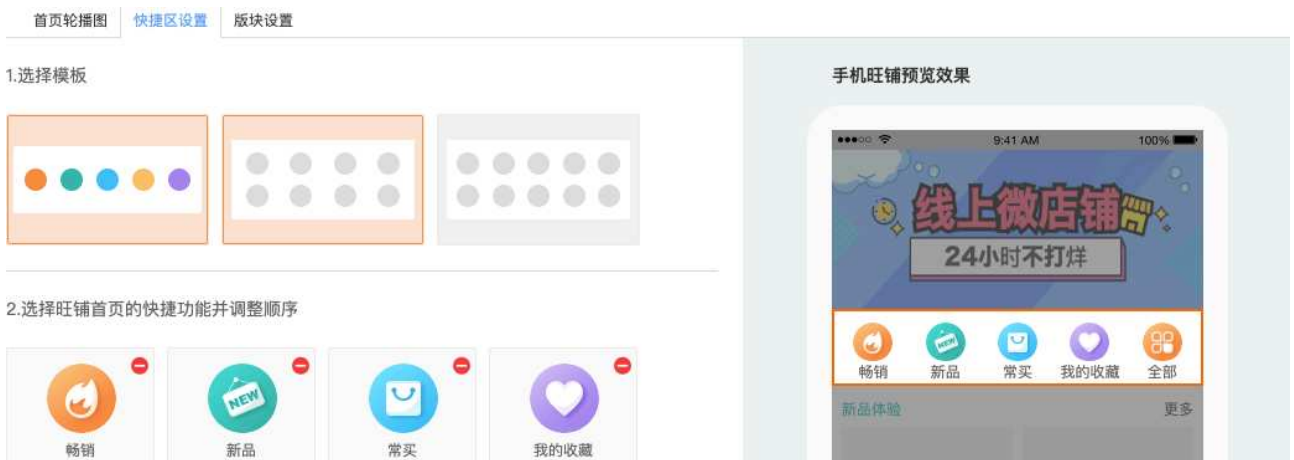 首页轮播图 快捷区设置 版块设置
1.选择模板
2.选择旺铺首页的快捷功能并调整顺序
NEW
畅销 新品 常买 我的收藏
手机旺铺预览效果
9:41 AM 100%
线上微店铺
24小时不打烊
NEW
畅销 新品 常买 我的收藏 全部
新品体验 更多